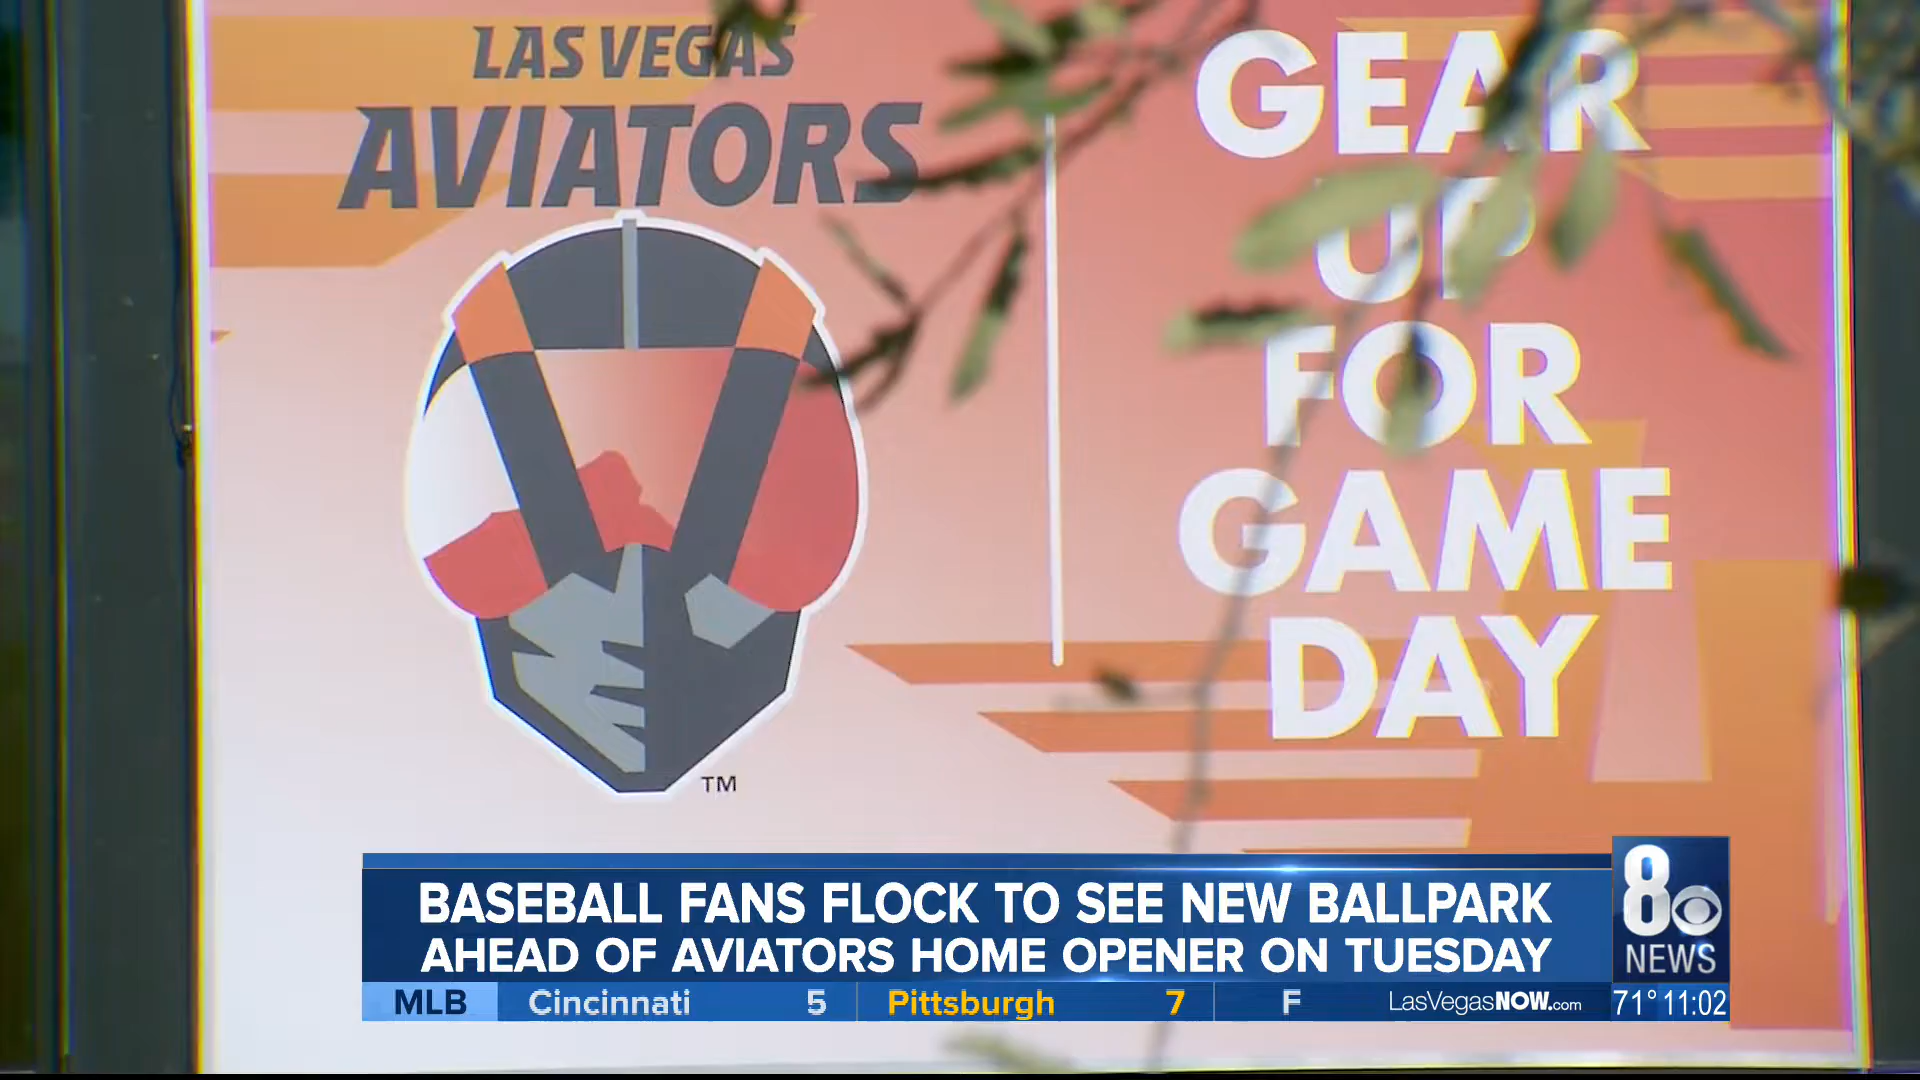 LAS VEGAS
AVIATORS
TM
GEAR
UP
FOR
GAME
DAY
BASEBALL FANS FLOCK TO SEE NEW BALLPARK
AHEAD OF AVIATORS HOME OPENER ON TUESDAY
8
NEWS
MLB Cincinnati 5 Pittsburgh 7 F LasVegasNOW.com 71° 11:02